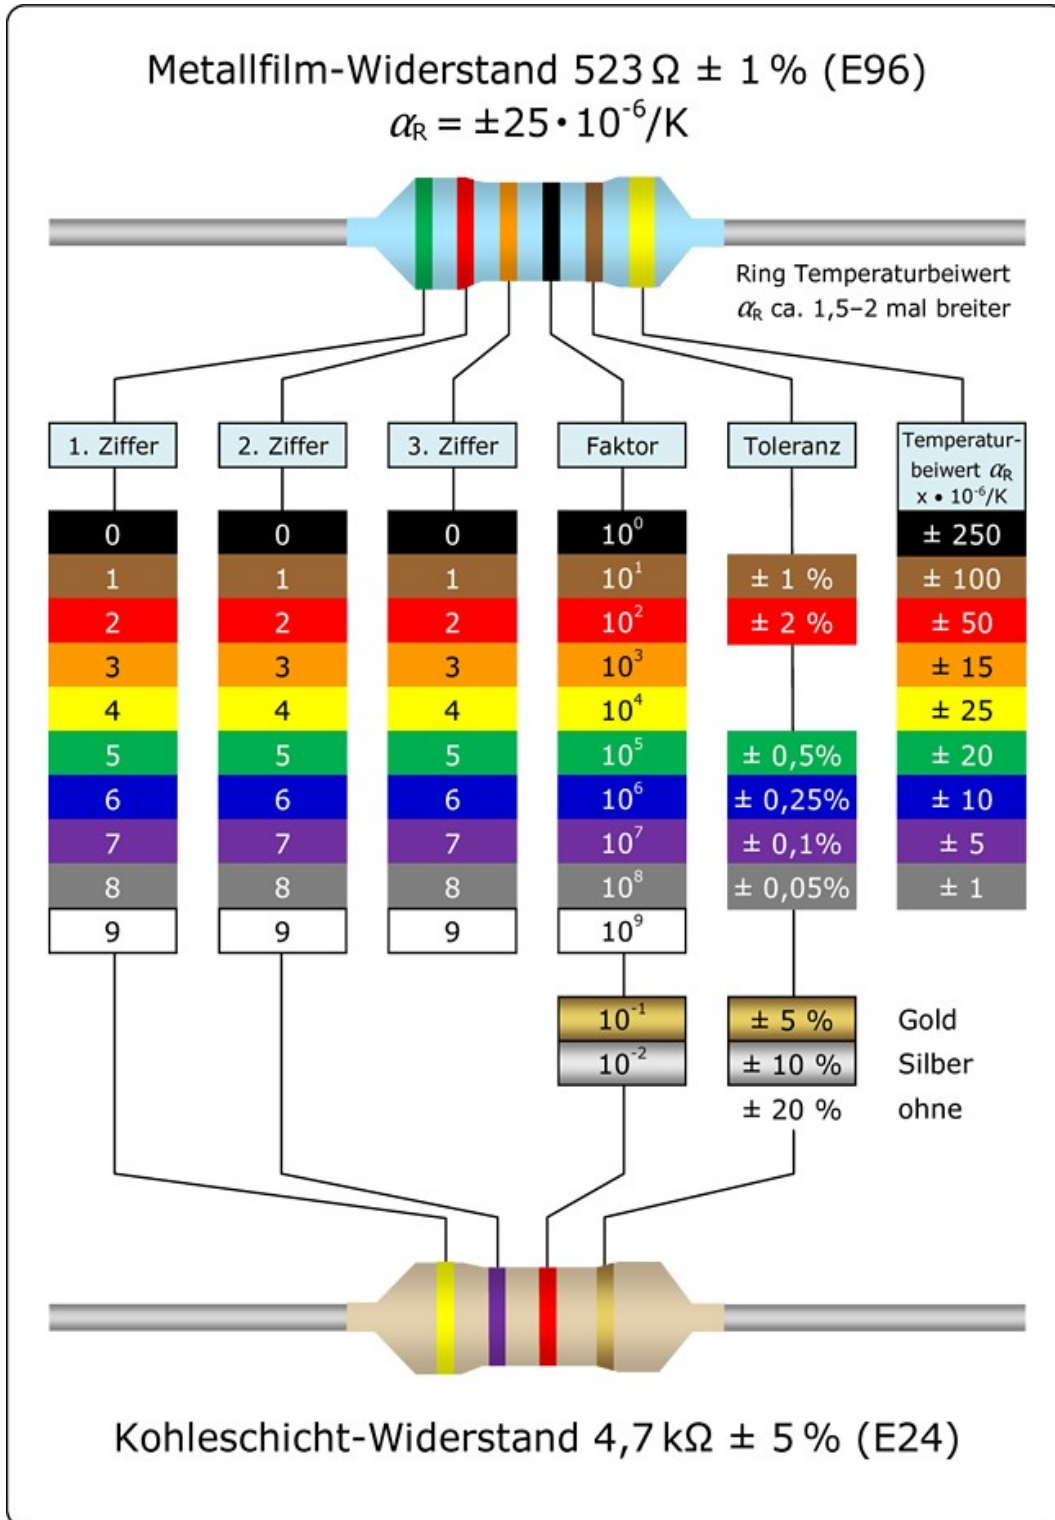 Metallfilm-Widerstand 523 Ω ± 1 % (E96)
αR = ±25 • 10⁻⁶/K
Ring Temperaturbeiwert
αR ca. 1,5–2 mal breiter
1. Ziffer 2. Ziffer 3. Ziffer Faktor Toleranz Temperatur-
beiwert αR
x • 10⁻⁶/K
0 0 0 10⁰ ± 250
1 1 1 10¹ ± 1 % ± 100
2 2 2 10² ± 2 % ± 50
3 3 3 10³ ± 15
4 4 4 10⁴ ± 25
5 5 5 10⁵ ± 0,5% ± 20
6 6 6 10⁶ ± 0,25% ± 10
7 7 7 10⁷ ± 0,1% ± 5
8 8 8 10⁸ ± 0,05% ± 1
9 9 9 10⁹
10⁻¹ ± 5 % Gold
10⁻² ± 10 % Silber
± 20 % ohne
Kohleschicht-Widerstand 4,7 kΩ ± 5 % (E24)